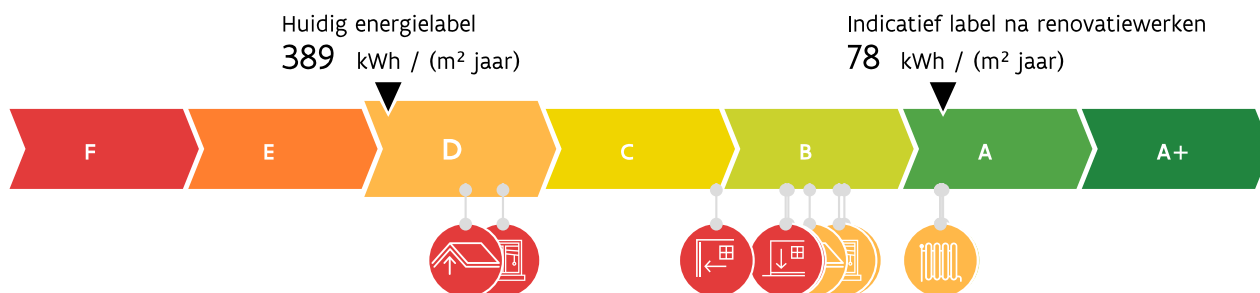 Huidig energielabel
389 kWh / (m² jaar)
Indicatief label na renovatiewerken
78 kWh / (m² jaar)
F E D C B A A+